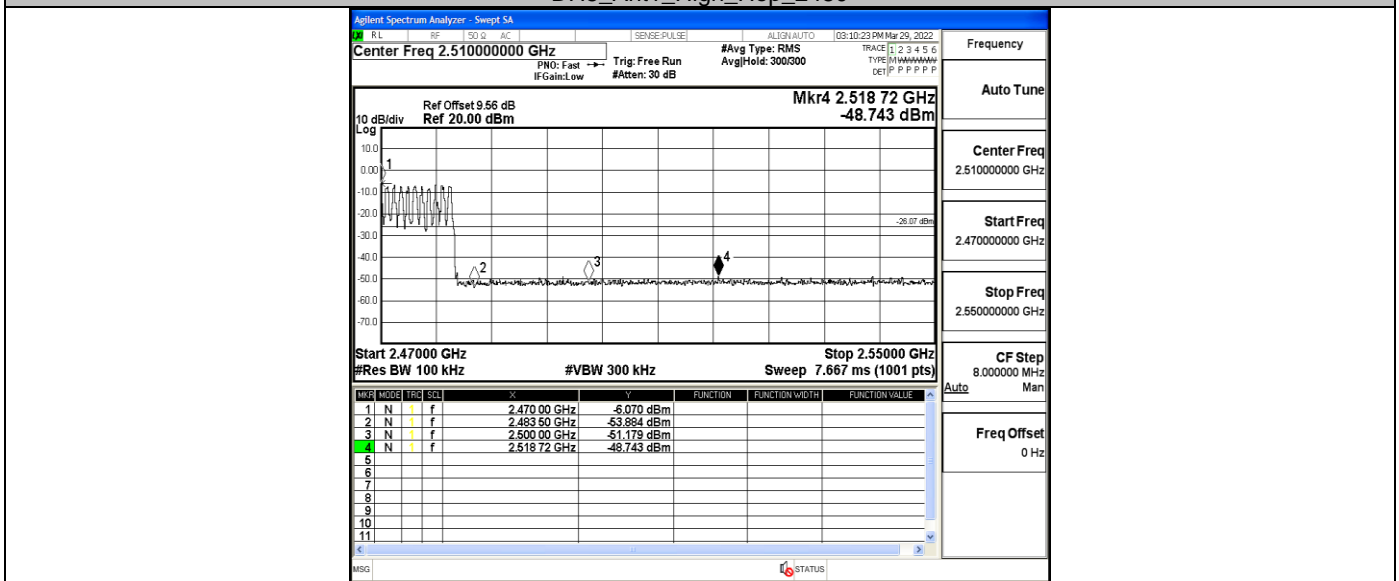 Agilent Spectrum Analyzer - Swept SA
RL RF 50 Ω AC SENSE:PULSE ALIGN AUTO 03:10:23 PM Mar 29, 2022
Center Freq 2.510000000 GHz
PNO: Fast
IFGain:Low
Trig: Free Run
#Atten: 30 dB
#Avg Type: RMS
Avg|Hold: 300/300
TRACE 1 2 3 4 5 6
TYPE M WWWWW
DET P P P P P P
Frequency
Auto Tune
Center Freq
2.510000000 GHz
Start Freq
2.470000000 GHz
Stop Freq
2.550000000 GHz
CF Step
8.000000 MHz
Auto Man
Freq Offset
0 Hz
Mkr4 2.518 72 GHz
-48.743 dBm
Ref Offset 9.56 dB
10 dB/div Ref 20.00 dBm
Log
10.0
0.00
-10.0
-20.0
-30.0
-40.0
-50.0
-60.0
-70.0
1
2
3
4
-26.07 dBm
Start 2.47000 GHz Stop 2.55000 GHz
#Res BW 100 kHz #VBW 300 kHz Sweep 7.667 ms (1001 pts)
MKR MODE TRC SCL X Y FUNCTION FUNCTION WIDTH FUNCTION VALUE
1 N 1 f 2.470 00 GHz -6.070 dBm
2 N 1 f 2.483 50 GHz -53.884 dBm
3 N 1 f 2.500 00 GHz -51.179 dBm
4 N 1 f 2.518 72 GHz -48.743 dBm
5
6
7
8
9
10
11
MSG STATUS